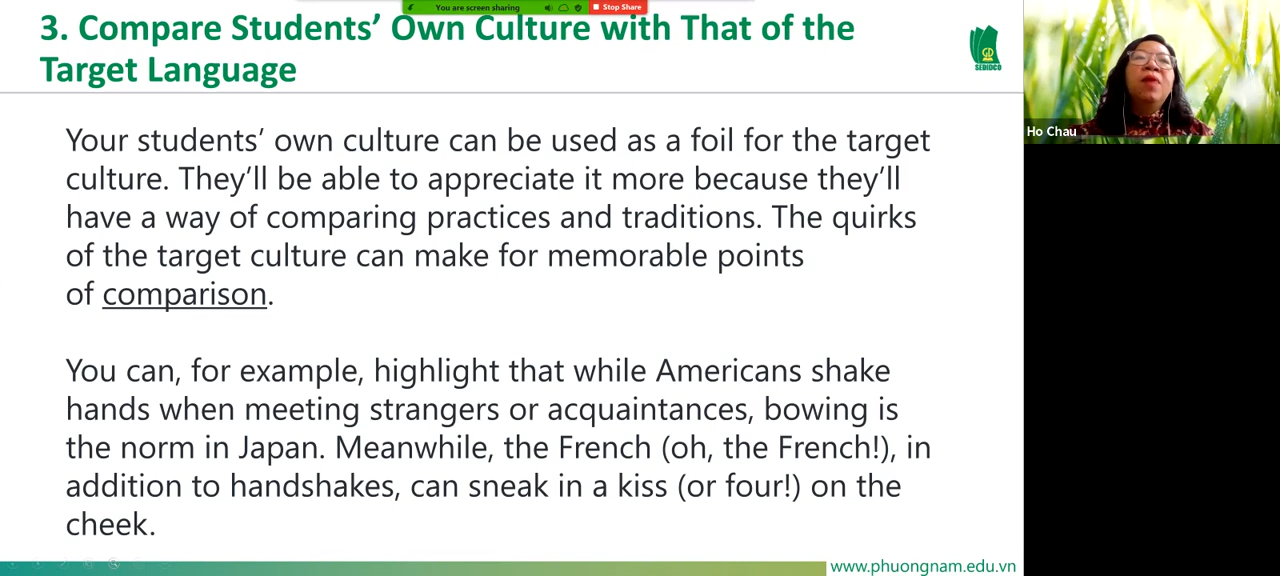 You are screen sharing
Stop Share
3. Compare Students’ Own Culture with That of the
Target Language
SEDIDCO
Ho Chau
Your students’ own culture can be used as a foil for the target
culture. They’ll be able to appreciate it more because they’ll
have a way of comparing practices and traditions. The quirks
of the target culture can make for memorable points
of comparison.
You can, for example, highlight that while Americans shake
hands when meeting strangers or acquaintances, bowing is
the norm in Japan. Meanwhile, the French (oh, the French!), in
addition to handshakes, can sneak in a kiss (or four!) on the
cheek.
www.phuongnam.edu.vn